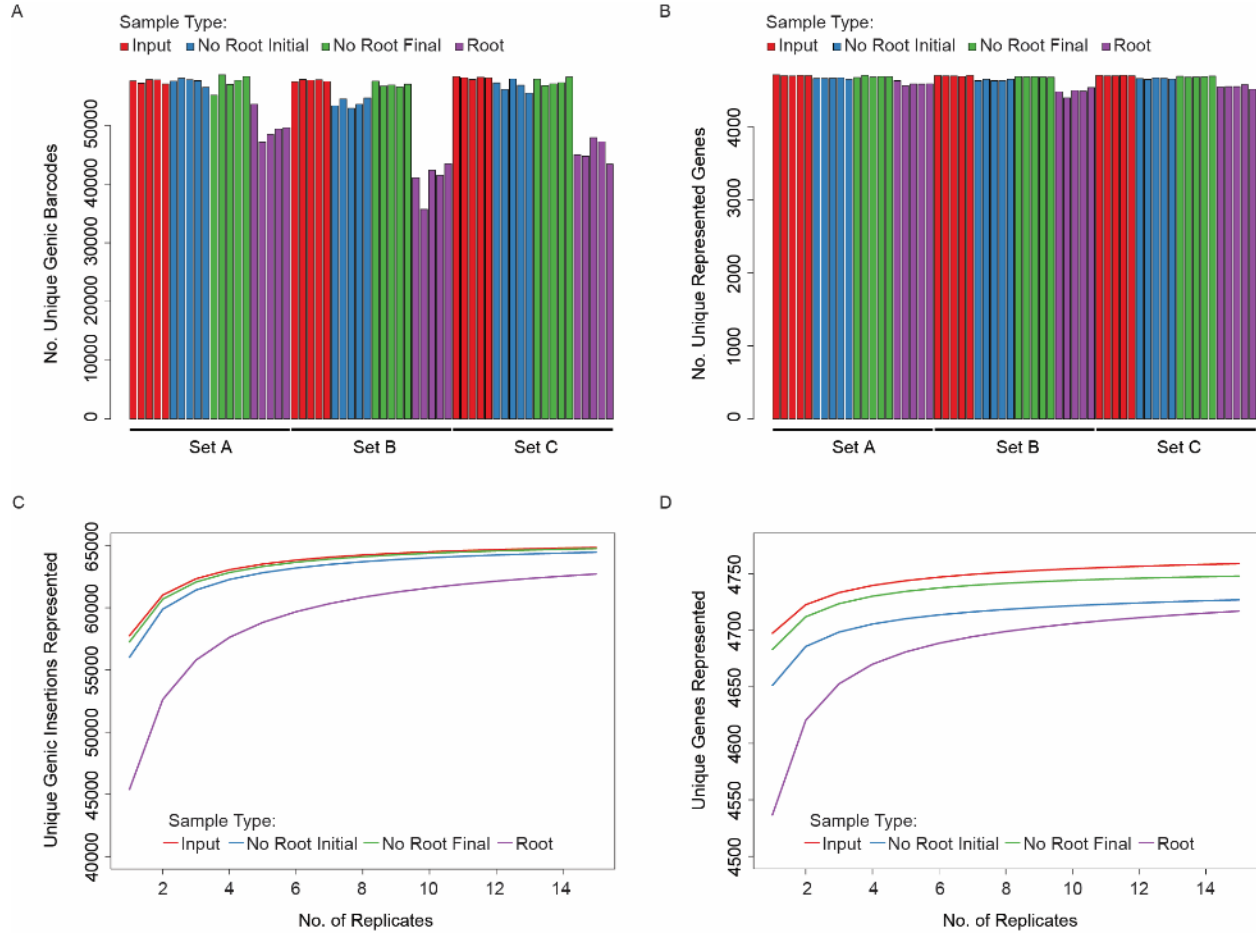 A
Sample Type:
Input No Root Initial No Root Final Root
No. Unique Genic Barcodes
0 10000 20000 30000 40000 50000
Set A Set B Set C
B
Sample Type:
Input No Root Initial No Root Final Root
No. Unique Represented Genes
0 1000 2000 3000 4000
Set A Set B Set C
C
Unique Genic Insertions Represented
40000 45000 50000 55000 60000 65000
Sample Type:
Input No Root Initial No Root Final Root
2 4 6 8 10 12 14
No. of Replicates
D
Unique Genes Represented
4500 4550 4600 4650 4700 4750
Sample Type:
Input No Root Initial No Root Final Root
2 4 6 8 10 12 14
No. of Replicates